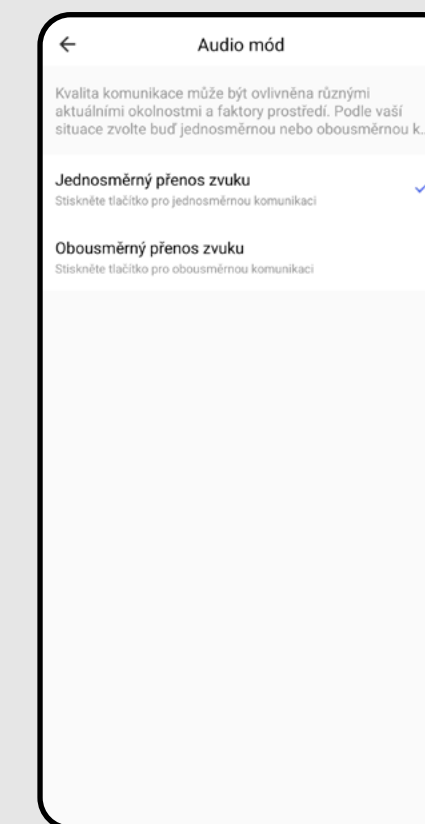 Audio mód
Kvalita komunikace může být ovlivněna různými
aktuálními okolnostmi a faktory prostředí. Podle vaší
situace zvolte buď jednosměrnou nebo obousměrnou k..
Jednosměrný přenos zvuku
Stiskněte tlačítko pro jednosměrnou komunikaci
Obousměrný přenos zvuku
Stiskněte tlačítko pro obousměrnou komunikaci